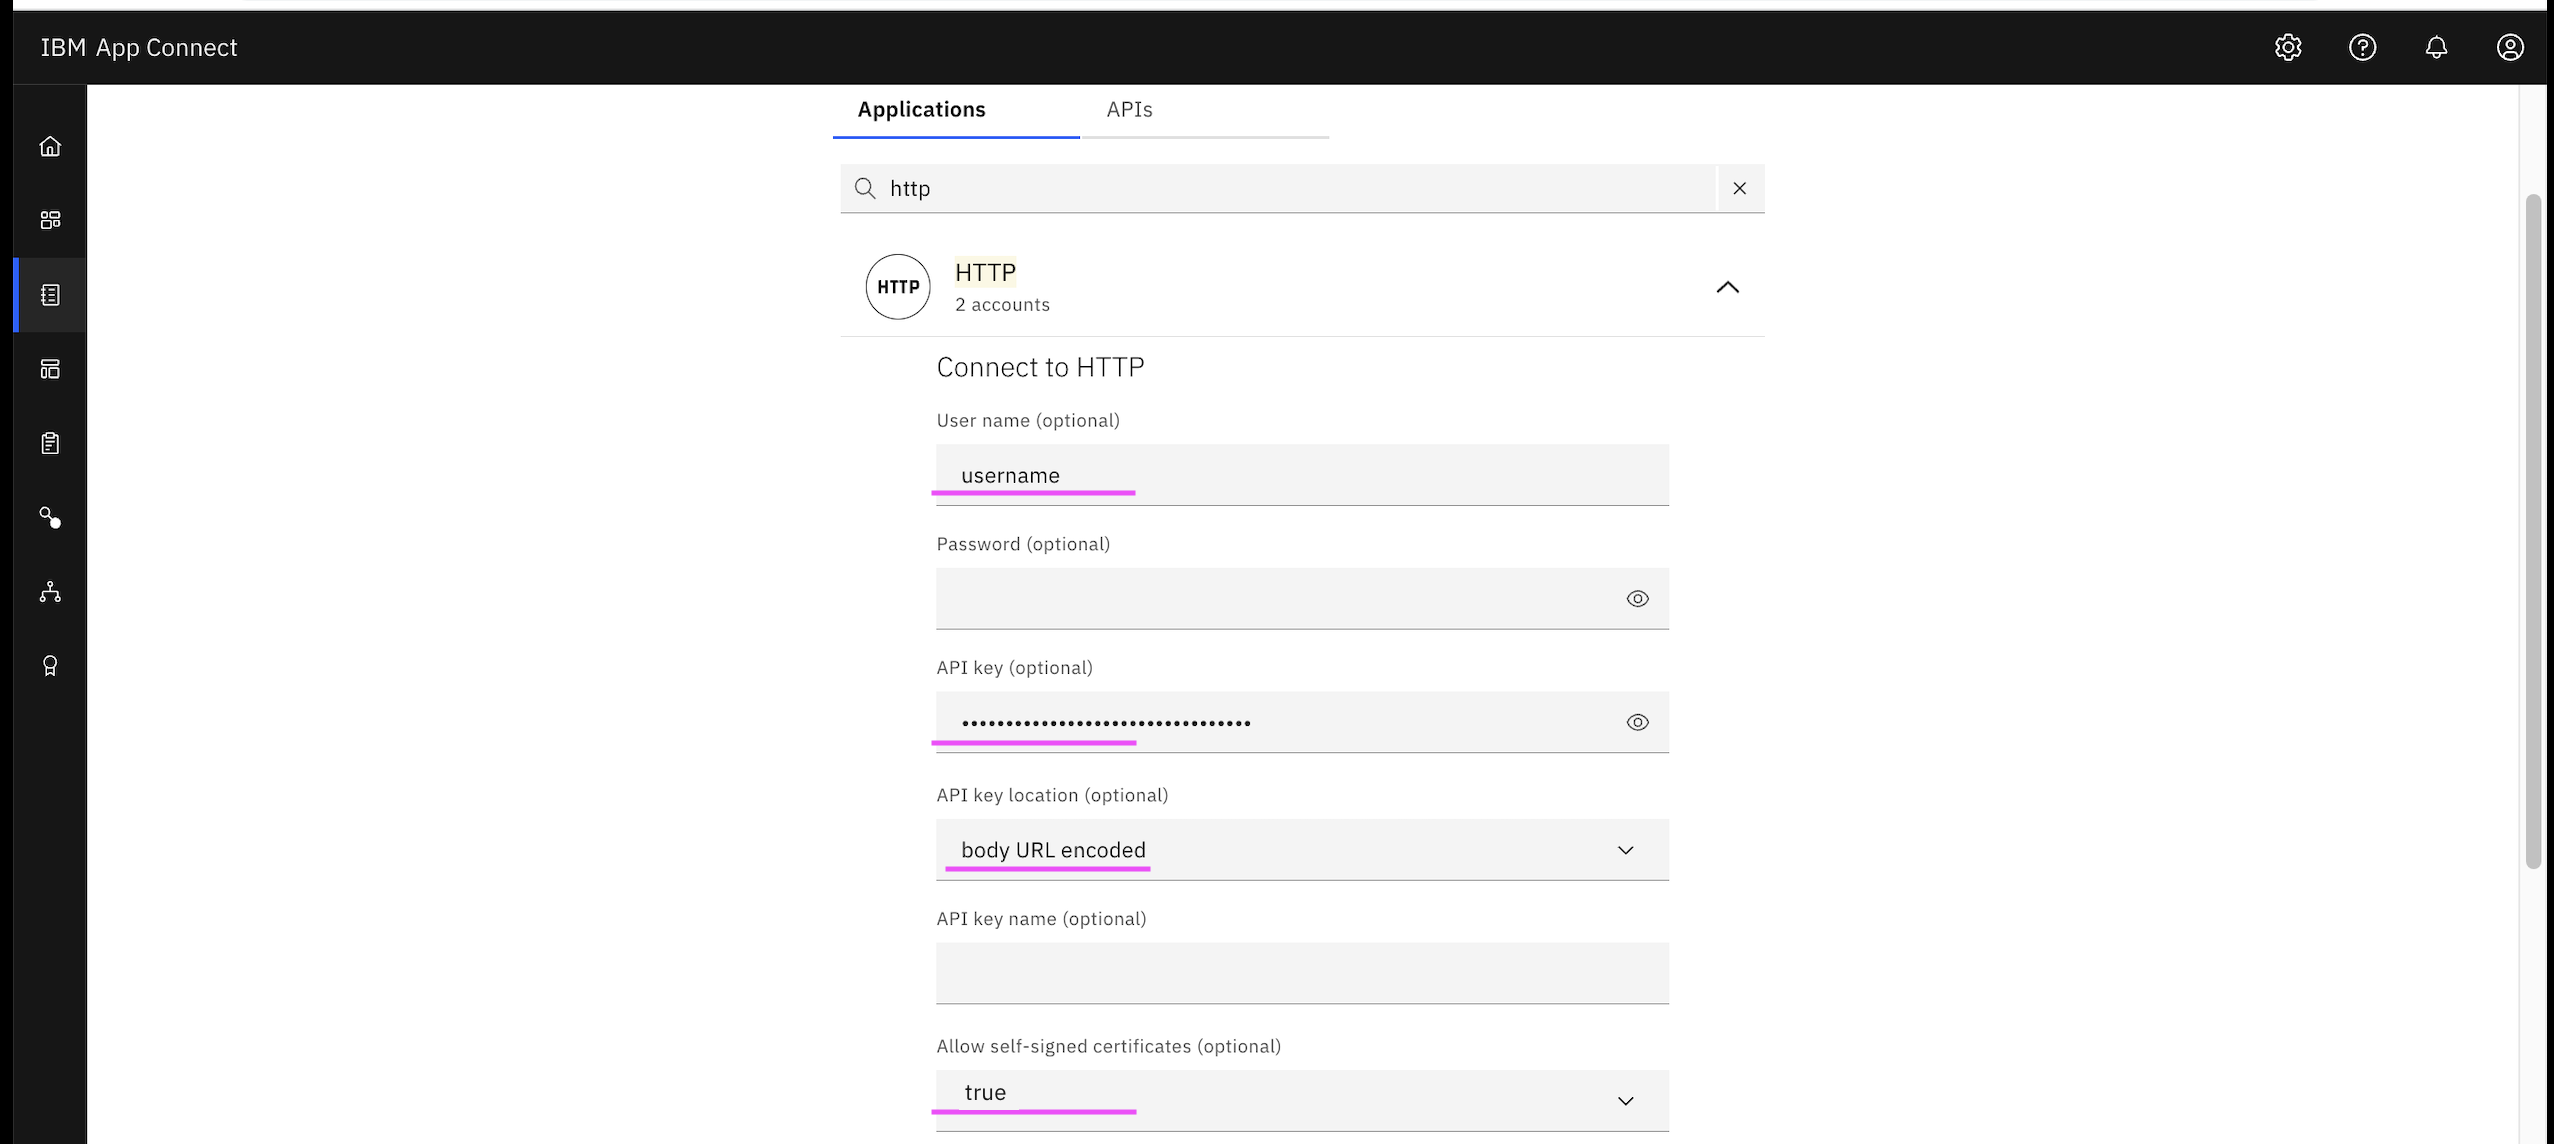 IBM App Connect
Applications
APIs
http
HTTP
HTTP
2 accounts
Connect to HTTP
User name (optional)
username
Password (optional)
API key (optional)
•••••••••••••••••••••••••••••••••
API key location (optional)
body URL encoded
API key name (optional)
Allow self-signed certificates (optional)
true